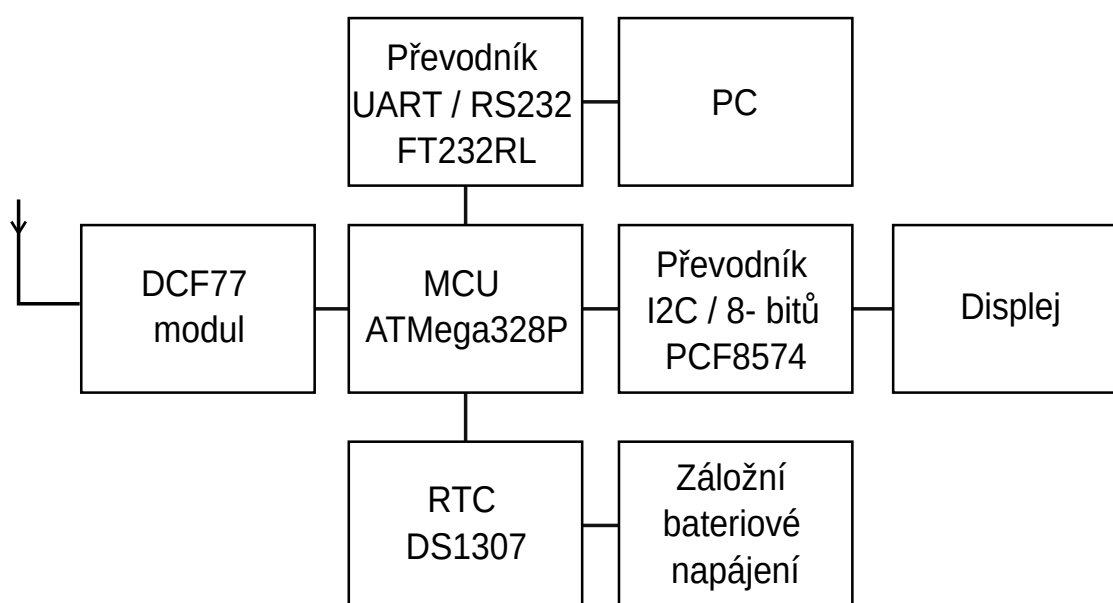 Převodník
UART / RS232
FT232RL
PC
DCF77
modul
MCU
ATMega328P
Převodník
I2C / 8- bitů
PCF8574
Displej
RTC
DS1307
Záložní
bateriové
napájení